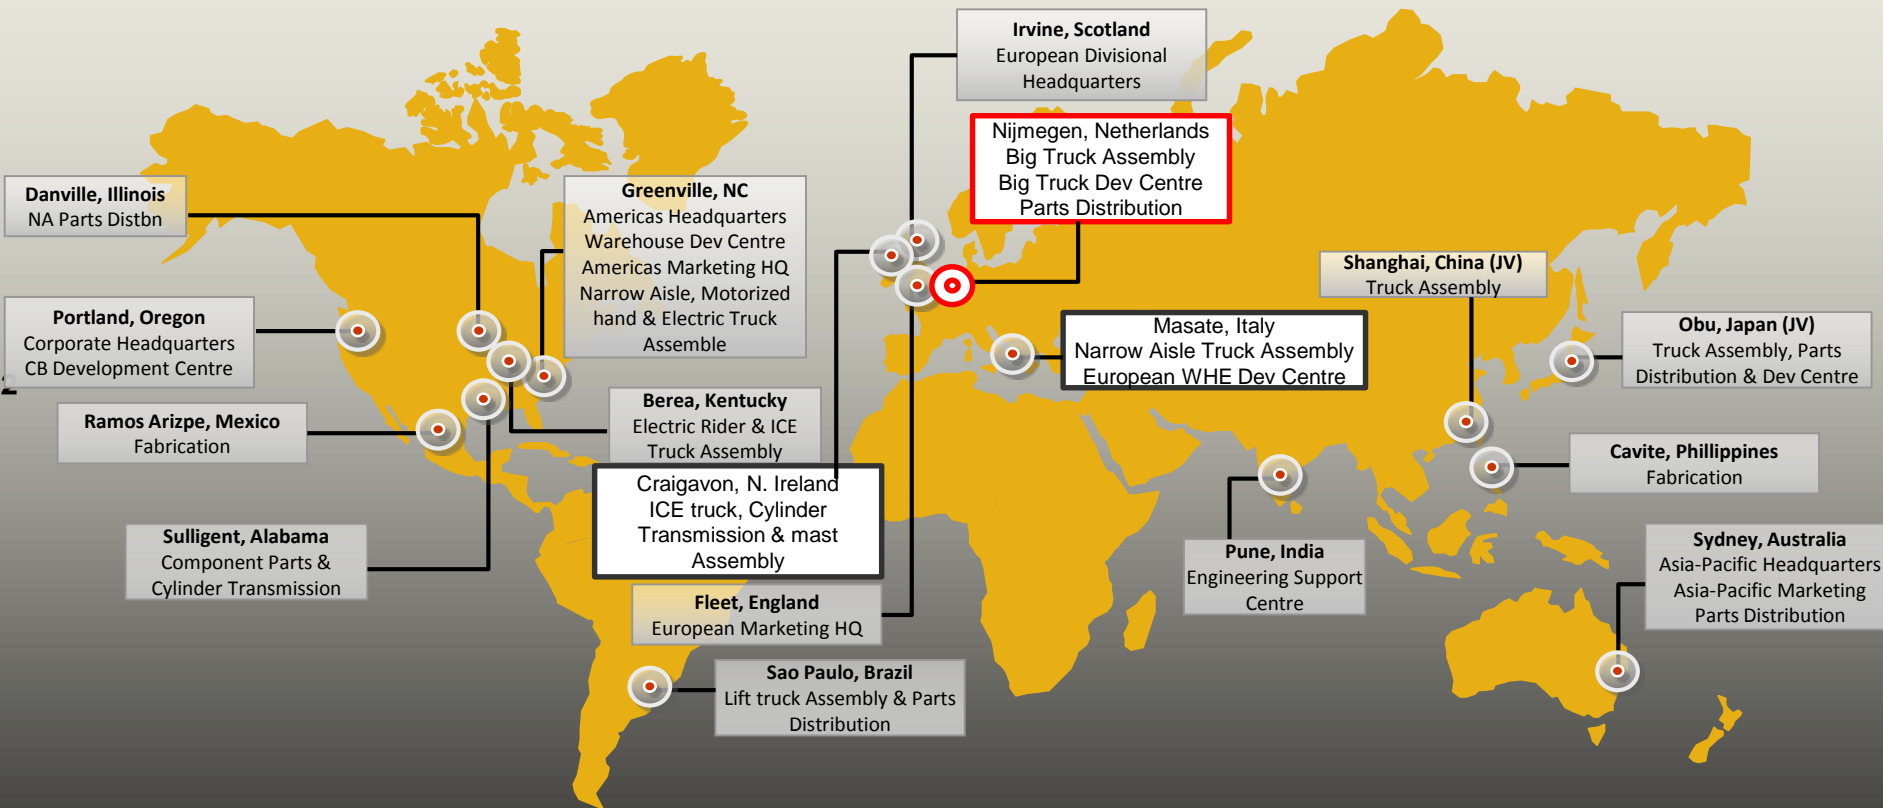 Irvine, Scotland
European Divisional
Headquarters
Nijmegen, Netherlands
Big Truck Assembly
Big Truck Dev Centre
Parts Distribution
Danville, Illinois
NA Parts Distbn
Greenville, NC
Americas Headquarters
Warehouse Dev Centre
Americas Marketing HQ
Narrow Aisle, Motorized
hand & Electric Truck
Assemble
Shanghai, China (JV)
Truck Assembly
Portland, Oregon
Corporate Headquarters
CB Development Centre
2
Masate, Italy
Narrow Aisle Truck Assembly
European WHE Dev Centre
Obu, Japan (JV)
Truck Assembly, Parts
Distribution & Dev Centre
Ramos Arizpe, Mexico
Fabrication
Berea, Kentucky
Electric Rider & ICE
Truck Assembly
Cavite, Phillippines
Fabrication
Craigavon, N. Ireland
ICE truck, Cylinder
Transmission & mast
Assembly
Sulligent, Alabama
Component Parts &
Cylinder Transmission
Pune, India
Engineering Support
Centre
Sydney, Australia
Asia-Pacific Headquarters
Asia-Pacific Marketing
Parts Distribution
Fleet, England
European Marketing HQ
Sao Paulo, Brazil
Lift truck Assembly & Parts
Distribution